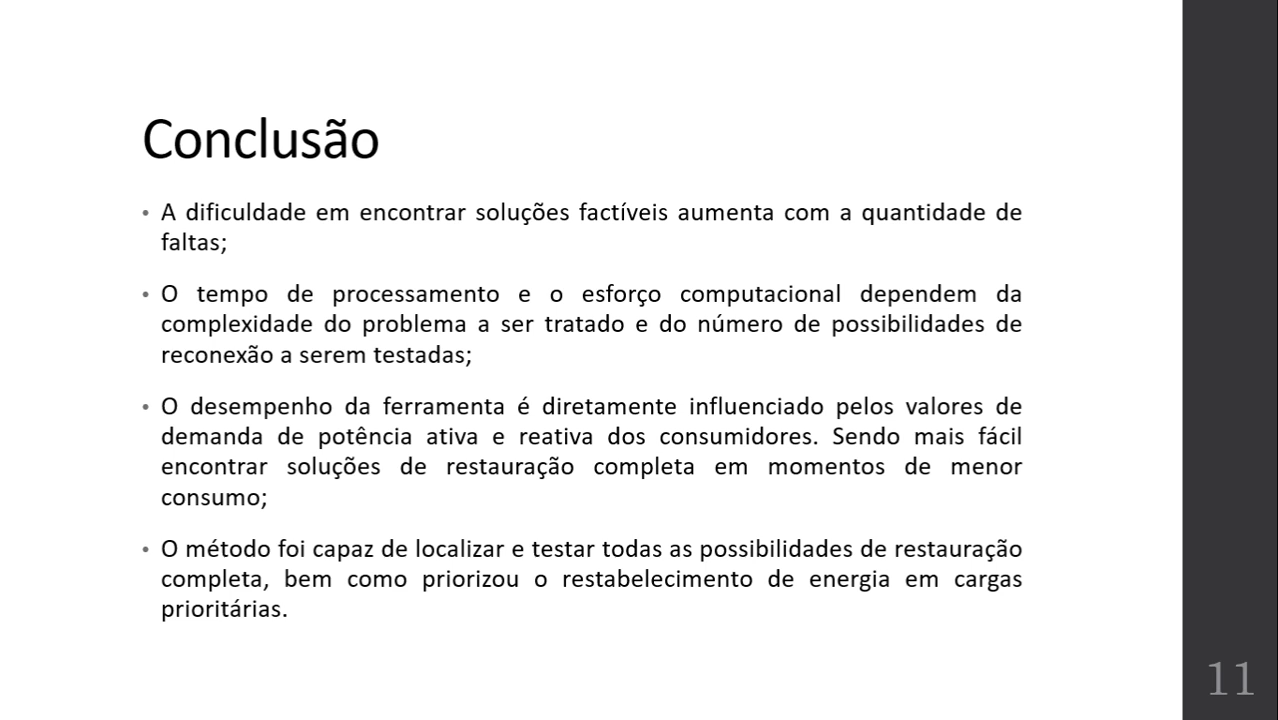 Conclusão
• A dificuldade em encontrar soluções factíveis aumenta com a quantidade de
faltas;
• O tempo de processamento e o esforço computacional dependem da
complexidade do problema a ser tratado e do número de possibilidades de
reconexão a serem testadas;
• O desempenho da ferramenta é diretamente influenciado pelos valores de
demanda de potência ativa e reativa dos consumidores. Sendo mais fácil
encontrar soluções de restauração completa em momentos de menor
consumo;
• O método foi capaz de localizar e testar todas as possibilidades de restauração
completa, bem como priorizou o restabelecimento de energia em cargas
prioritárias.
11